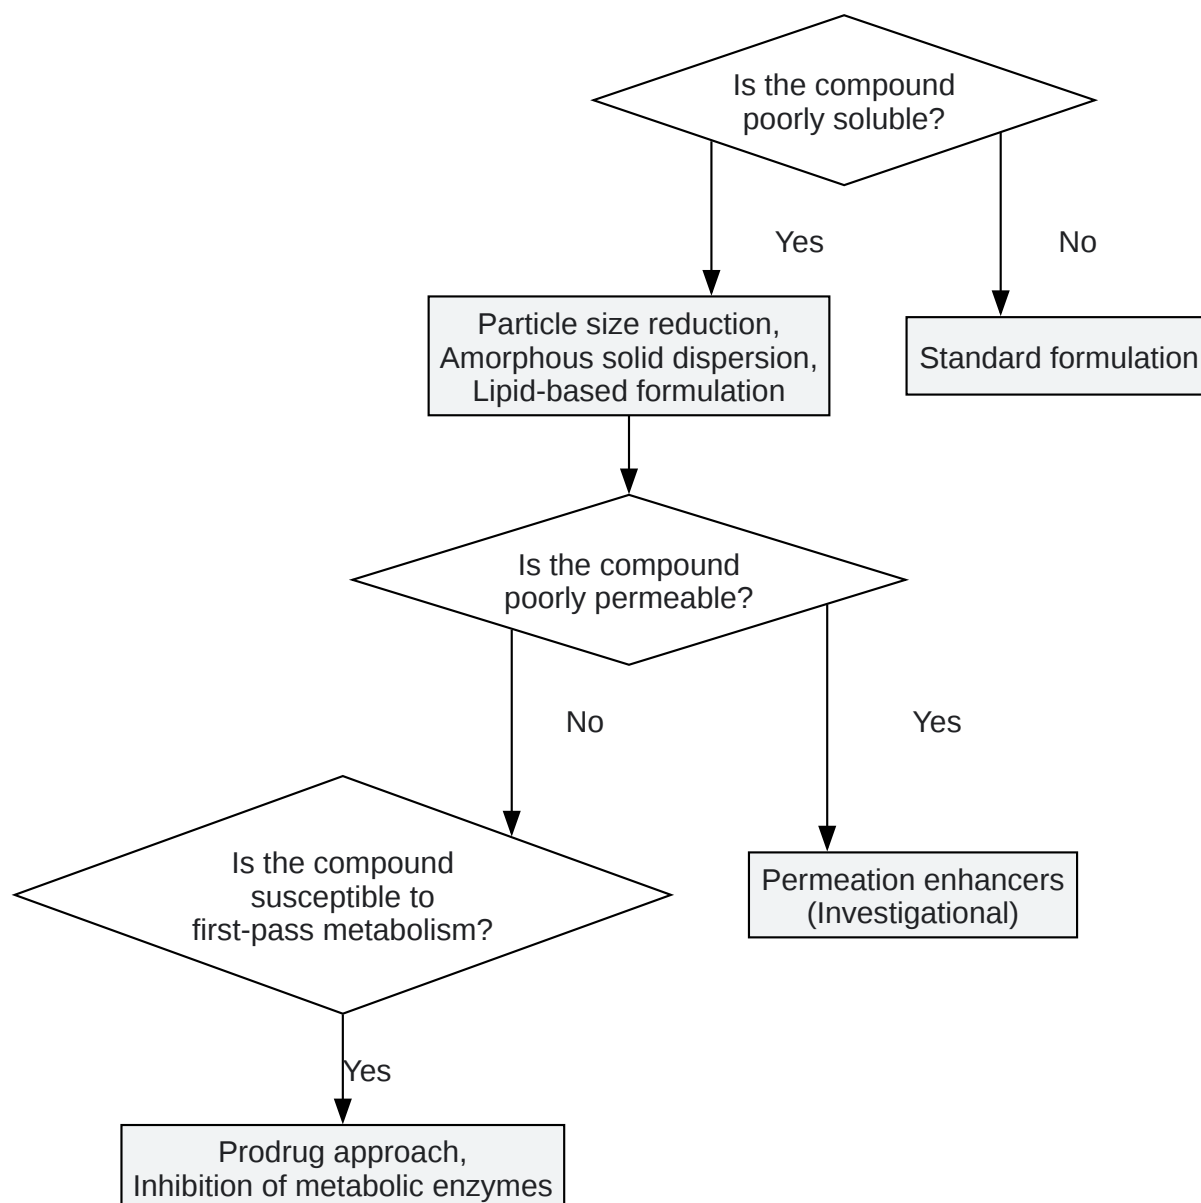 Is the compound
poorly soluble?
Yes
No
Particle size reduction,
Amorphous solid dispersion,
Lipid-based formulation
Standard formulation
Is the compound
poorly permeable?
No
Yes
Is the compound
susceptible to
first-pass metabolism?
Permeation enhancers
(Investigational)
Yes
Prodrug approach,
Inhibition of metabolic enzymes